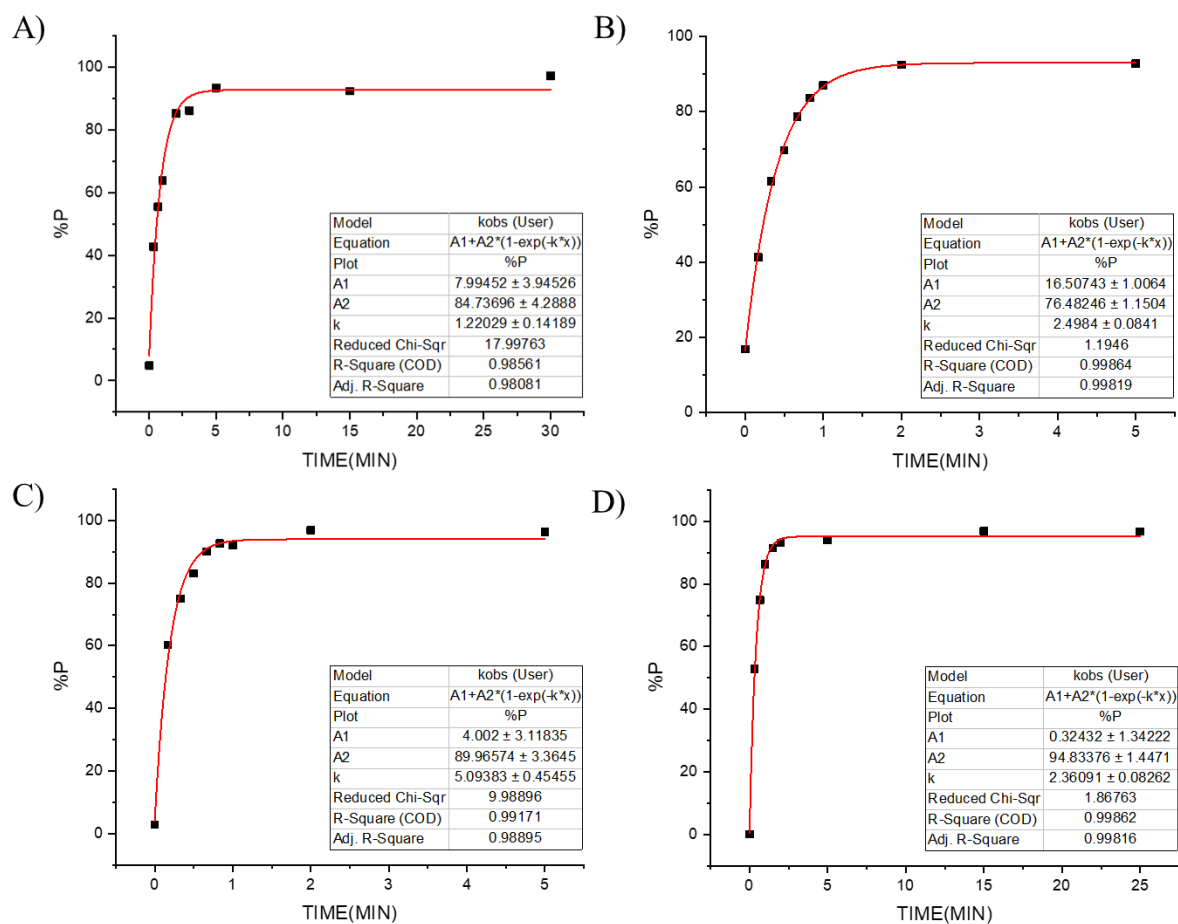 A)
100
80
60
40
20
0
%P
0 5 10 15 20 25 30
TIME(MIN)
Model kobs (User)
Equation A1+A2*(1-exp(-k*x))
Plot %P
A1 7.99452 ± 3.94526
A2 84.73696 ± 4.2888
k 1.22029 ± 0.14189
Reduced Chi-Sqr 17.99763
R-Square (COD) 0.98561
Adj. R-Square 0.98081
B)
100
80
60
40
20
0
%P
0 1 2 3 4 5
TIME(MIN)
Model kobs (User)
Equation A1+A2*(1-exp(-k*x))
Plot %P
A1 16.50743 ± 1.0064
A2 76.48246 ± 1.1504
k 2.4984 ± 0.0841
Reduced Chi-Sqr 1.1946
R-Square (COD) 0.99864
Adj. R-Square 0.99819
C)
100
80
60
40
20
0
%P
0 1 2 3 4 5
TIME(MIN)
Model kobs (User)
Equation A1+A2*(1-exp(-k*x))
Plot %P
A1 4.002 ± 3.11835
A2 89.96574 ± 3.3645
k 5.09383 ± 0.45455
Reduced Chi-Sqr 9.98896
R-Square (COD) 0.99171
Adj. R-Square 0.98895
D)
100
80
60
40
20
0
%P
0 5 10 15 20 25
TIME(MIN)
Model kobs (User)
Equation A1+A2*(1-exp(-k*x))
Plot %P
A1 0.32432 ± 1.34222
A2 94.83376 ± 1.4471
k 2.36091 ± 0.08262
Reduced Chi-Sqr 1.86763
R-Square (COD) 0.99862
Adj. R-Square 0.99816